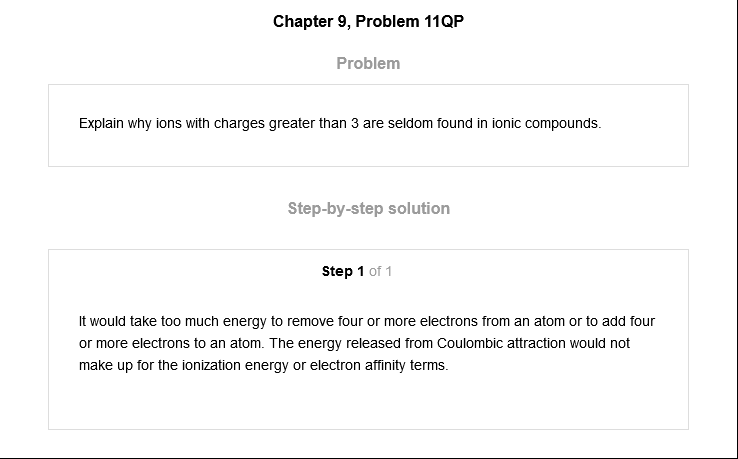 Chapter 9, Problem 11QP
Problem
Explain why ions with charges greater than 3 are seldom found in ionic compounds.
Step-by-step solution
Step 1 of 1
It would take too much energy to remove four or more electrons from an atom or to add four
or more electrons to an atom. The energy released from Coulombic attraction would not
make up for the ionization energy or electron affinity terms.